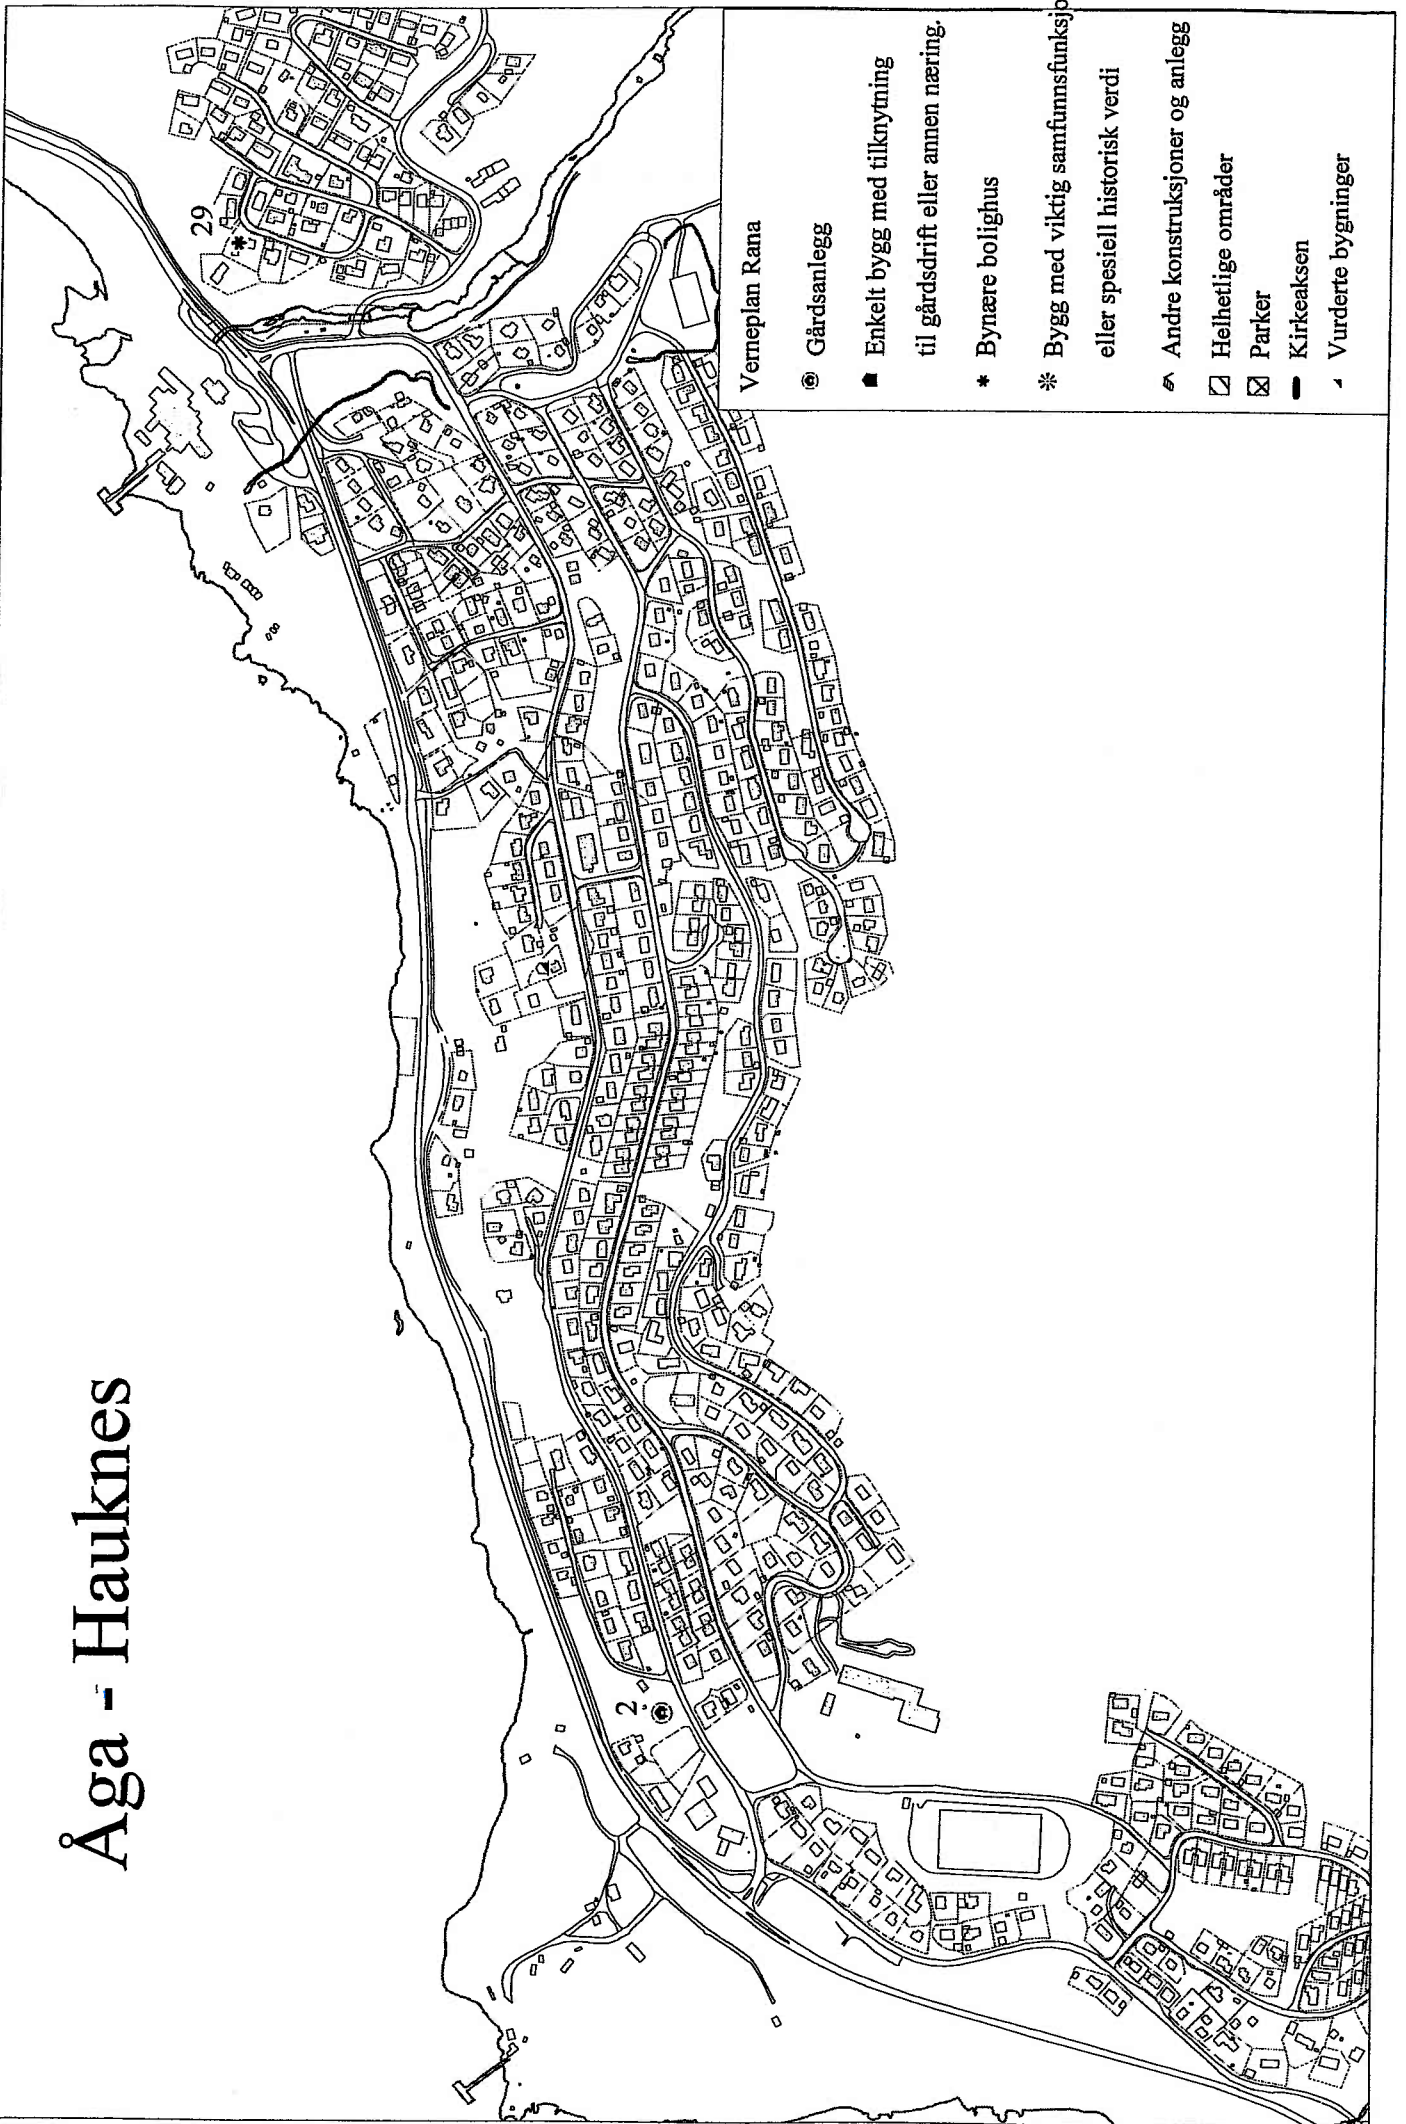 Åga - Hauknes
29
2
Verneplan Rana
Gårdsanlegg
Enkelt bygg med tilknytning
til gårdsdrift eller annen næring.
Bynære bolighus
Bygg med viktig samfunnsfunksjo
eller spesiell historisk verdi
Andre konstruksjoner og anlegg
Helhetlige områder
Parker
Kirkeaksen
Vurderte bygninger